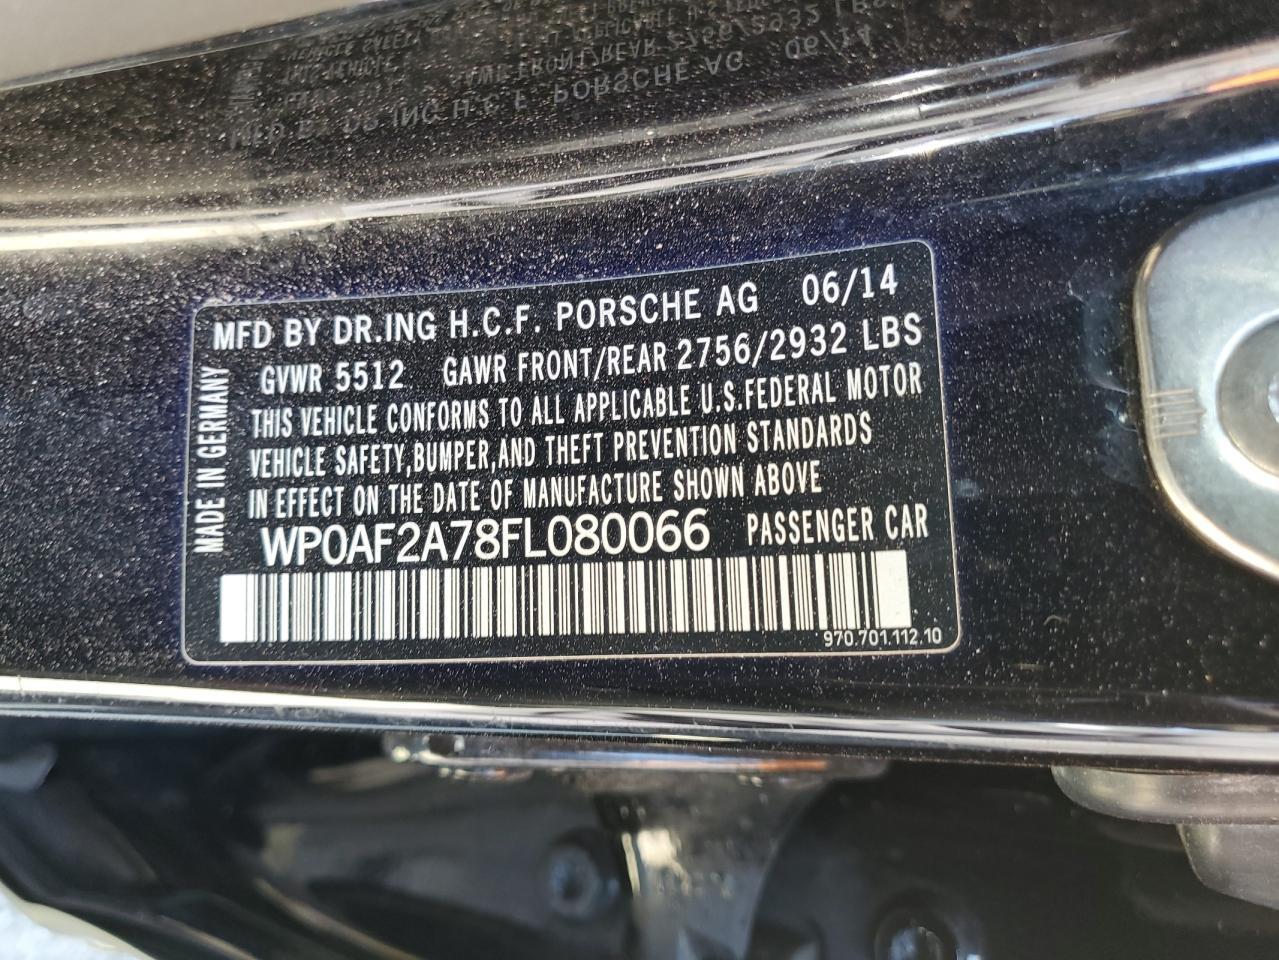 MFD BY DR.ING H.C.F. PORSCHE AG 06/14
GVWR 5512 GAWR FRONT/REAR 2756/2932 LBS
THIS VEHICLE CONFORMS TO ALL APPLICABLE U.S.FEDERAL MOTOR
VEHICLE SAFETY,BUMPER,AND THEFT PREVENTION STANDARDS
IN EFFECT ON THE DATE OF MANUFACTURE SHOWN ABOVE
WP0AF2A78FL080066 PASSENGER CAR
MADE IN GERMANY
970.701.112.10